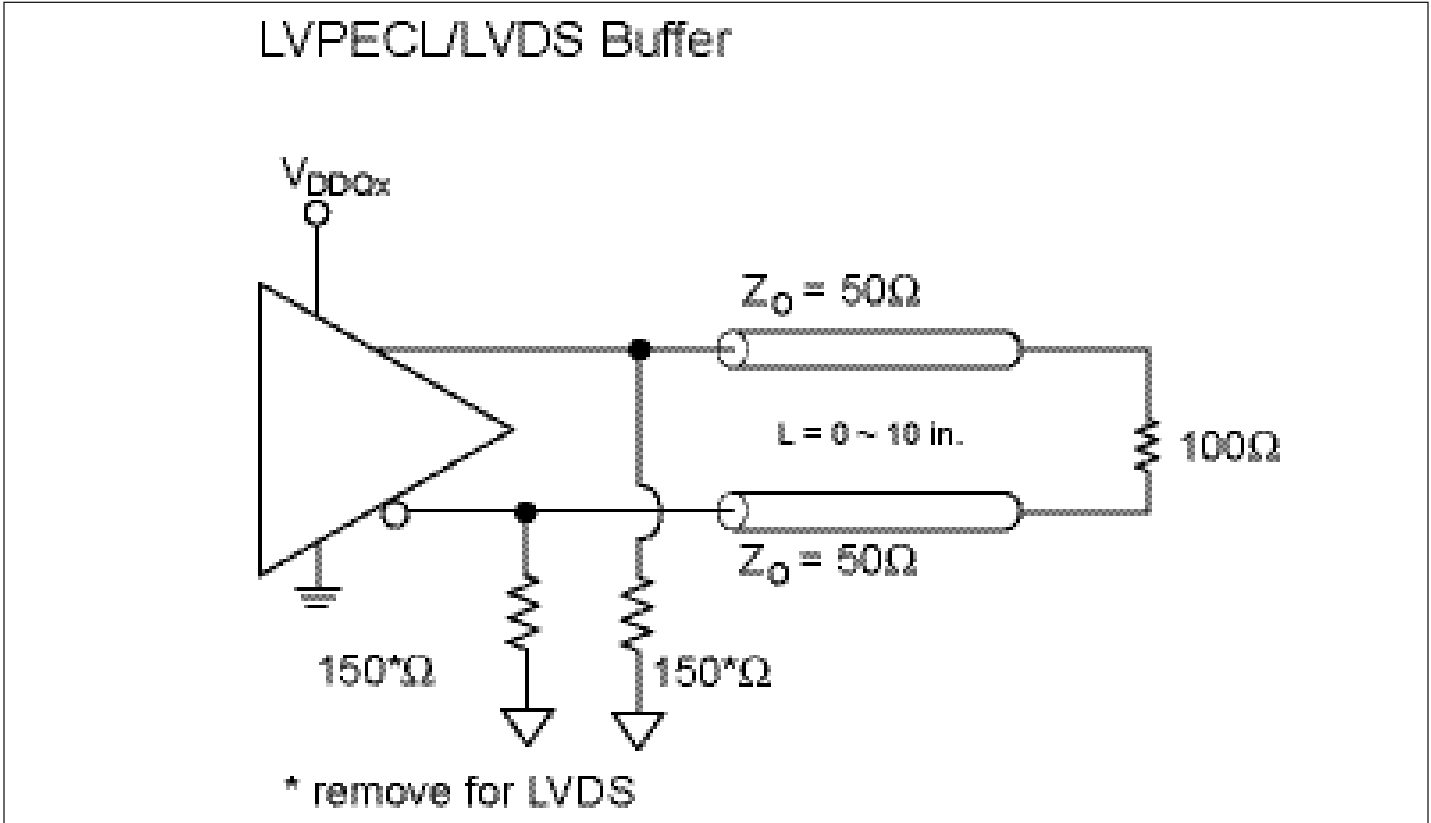 LVPECL/LVDS Buffer
VDDQx
ZO = 50Ω
L = 0 ~ 10 in.
100Ω
ZO = 50Ω
150*Ω
150*Ω
* remove for LVDS